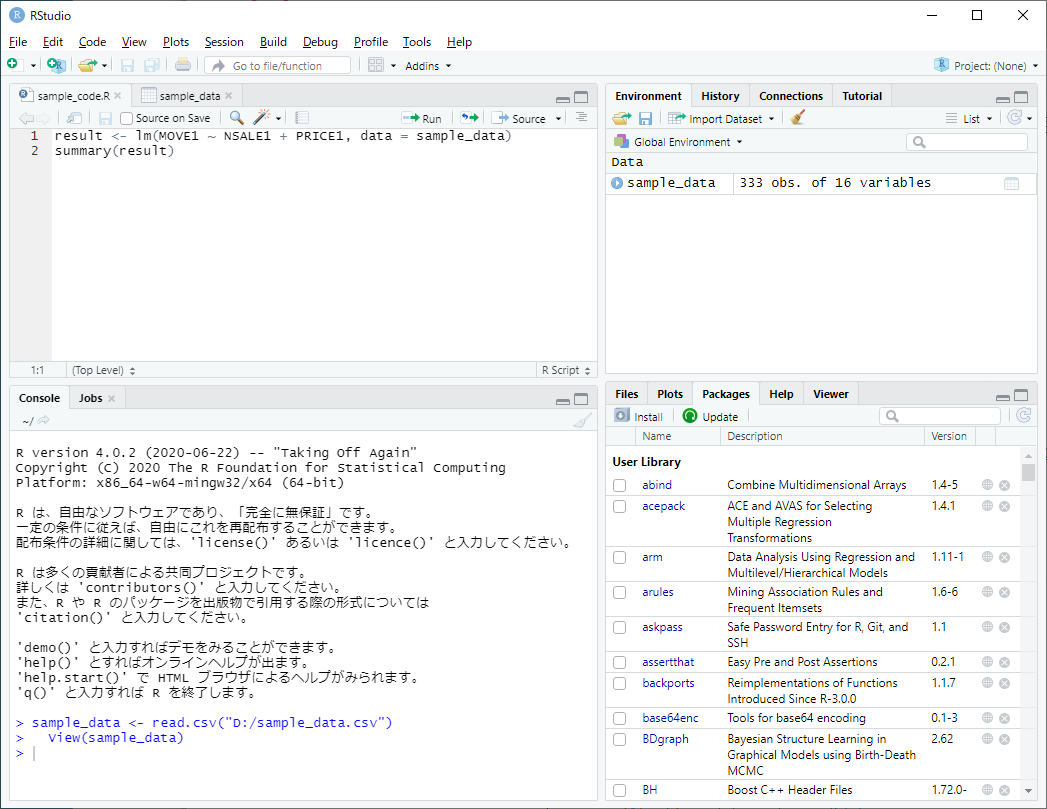 RStudio
File Edit Code View Plots Session Build Debug Profile Tools Help
Go to file/function Addins Project: (None)
sample_code.R sample_data
Source on Save Run Source
1 result <- lm(MOVE1 ~ NSALE1 + PRICE1, data = sample_data)
2 summary(result)
1:1 (Top Level) R Script
Console Jobs
~/
R version 4.0.2 (2020-06-22) -- "Taking Off Again"
Copyright (C) 2020 The R Foundation for Statistical Computing
Platform: x86_64-w64-mingw32/x64 (64-bit)
R は、自由なソフトウェアであり、「完全に無保証」です。
一定の条件に従えば、自由にこれを再配布することができます。
配布条件の詳細に関しては、'license()' あるいは 'licence()' と入力してください。
R は多くの貢献者による共同プロジェクトです。
詳しくは 'contributors()' と入力してください。
また、R や R のパッケージを出版物で引用する際の形式については
'citation()' と入力してください。
'demo()' と入力すればデモをみることができます。
'help()' とすればオンラインヘルプが出ます。
'help.start()' で HTML ブラウザによるヘルプがみられます。
'q()' と入力すれば R を終了します。
> sample_data <- read.csv("D:/sample_data.csv")
>   View(sample_data)
>
Environment History Connections Tutorial
Import Dataset List
Global Environment
Data
sample_data 333 obs. of 16 variables
Files Plots Packages Help Viewer
Install Update
Name Description Version
User Library
abind Combine Multidimensional Arrays 1.4-5
acepack ACE and AVAS for Selecting 1.4.1
Multiple Regression
Transformations
arm Data Analysis Using Regression and 1.11-1
Multilevel/Hierarchical Models
arules Mining Association Rules and 1.6-6
Frequent Itemsets
askpass Safe Password Entry for R, Git, and 1.1
SSH
assertthat Easy Pre and Post Assertions 0.2.1
backports Reimplementations of Functions 1.1.7
Introduced Since R-3.0.0
base64enc Tools for base64 encoding 0.1-3
BDgraph Bayesian Structure Learning in 2.62
Graphical Models using Birth-Death
MCMC
BH Boost C++ Header Files 1.72.0-